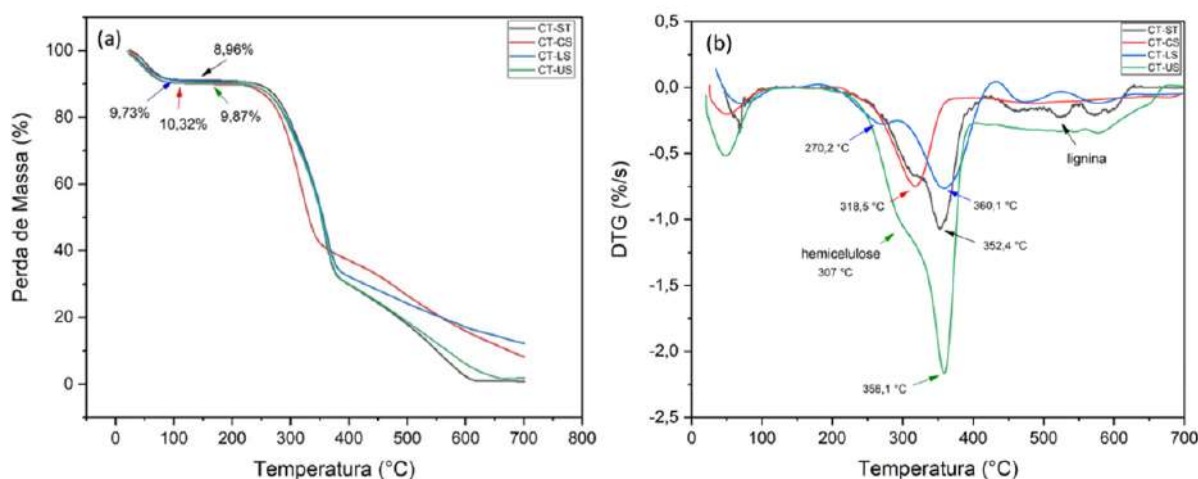 (a)
CT-ST
CT-CS
CT-LS
CT-US
8,96%
9,73%
10,32%
9,87%
Perda de Massa (%)
100
80
60
40
20
0
0 100 200 300 400 500 600 700 800
Temperatura (°C)
(b)
CT-ST
CT-CS
CT-LS
CT-US
270,2 °C
lignina
318,5 °C
360,1 °C
352,4 °C
hemicelulose
307 °C
358,1 °C
DTG (%/s)
0,5
0,0
-0,5
-1,0
-1,5
-2,0
-2,5
0 100 200 300 400 500 600 700
Temperatura (°C)